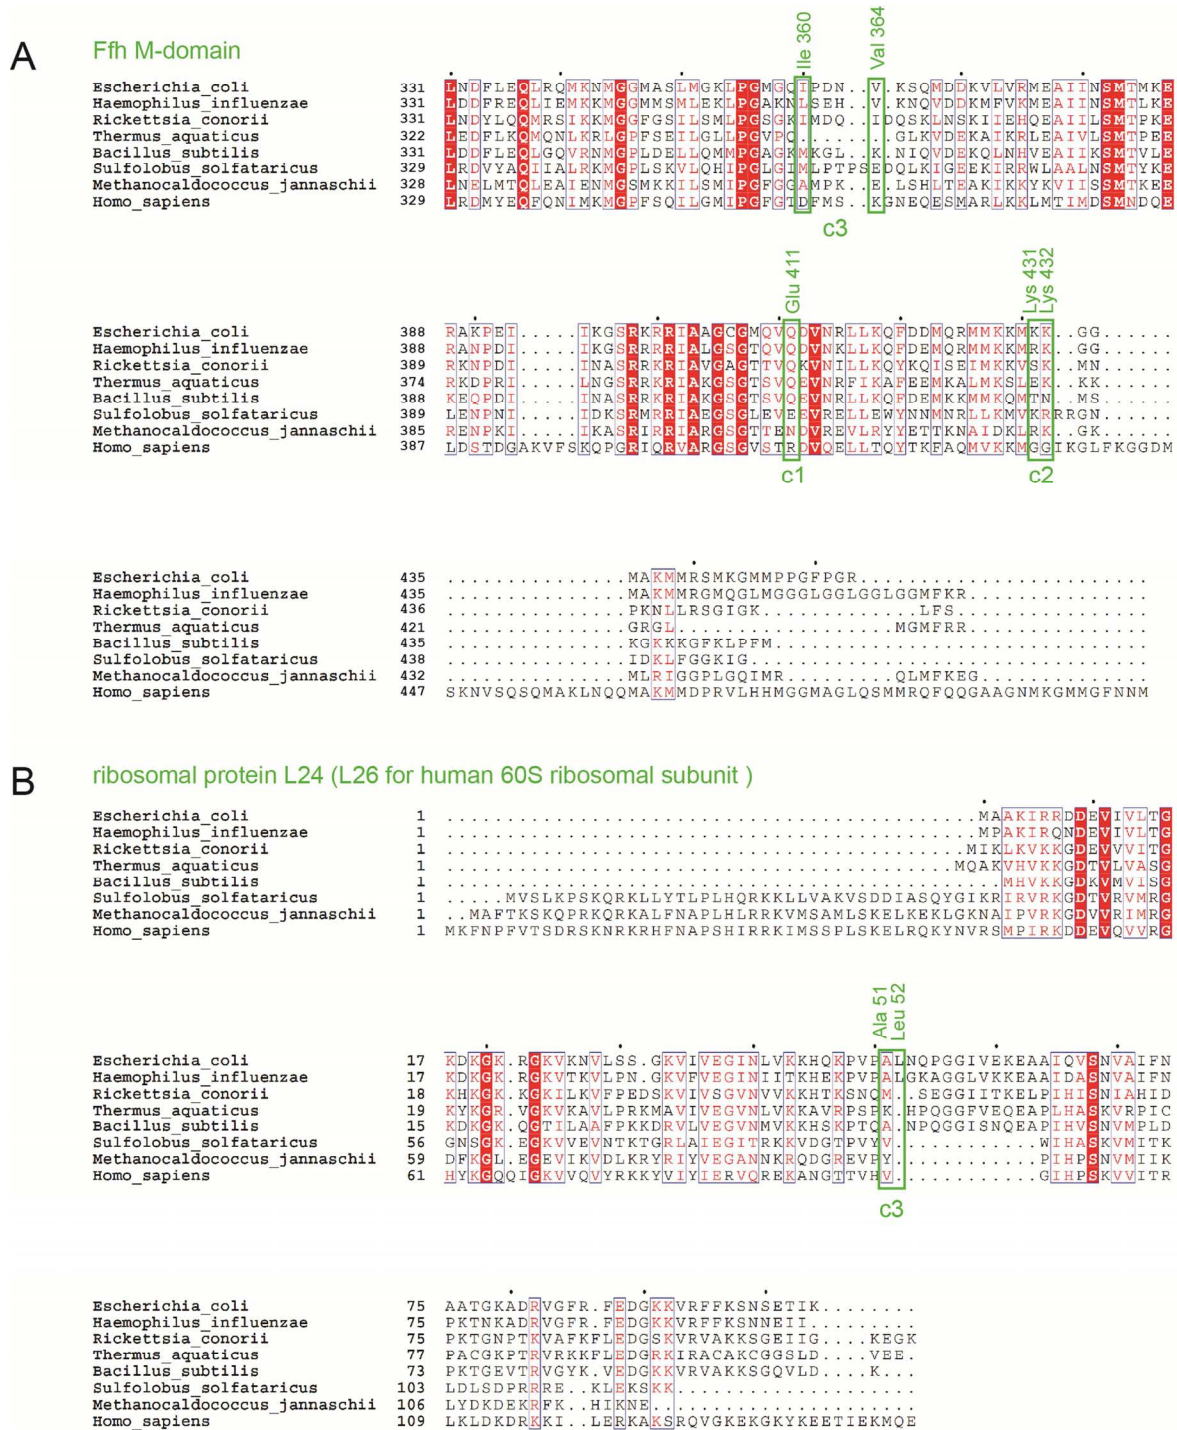 A Ffh M-domain
Ile 360
Val 364
Escherichia_coli 331 LNDFLEQLRQMKNMGGMASLMGKLPGMGQIPDN..V.KSQMDDKVLVRMEAIINSMTMKE
Haemophilus_influenzae 331 LDDFREQLIEMKKMGGMMSMLEKLPGMAKNLSEH..V.KNQVDDKMFVKMEAIINSMTLKE
Rickettsia_conorii 331 LNDYLQQMRSIKKMGGFGSILSMLPGSGKIMDQ..I.DQSKLNSKIIEHQEAIILSMTPKE
Thermus_aquaticus 322 LEDFLKQMQNLKRLGPFSEILGLLPGVPQ.......GLKVDEKAIKRLEAIVLSMTPEE
Bacillus_subtilis 331 LDDFLEQLGQVRNMGPLDELLQMMPGAGKMKGL..K.NIQVDEKQLNHVEAIIKSMTVLE
Sulfolobus_solfataricus 329 LRDVYAQIIALRKMGPLSKVLQHIPGLGIMLPTPSEDQLKIGEEKIRRWLAALNSMTYKE
Methanocaldococcus_jannaschii 328 LNELMTQLEAIENMGSMKKILSMIPGFGGAMPK..E.LSHLTEAKIKKYKVIISSMTKEE
Homo_sapiens 329 LRDMYEQFQNIMKMGPFSQILGMIPGFGTDFMS..KGNEQESMARLKKLMTIMDSMNDQE
c3
Glu 411
Lys 431
Lys 432
Escherichia_coli 388 RAKPEI.....IKGSRKRRIAAGCGMQVQDVNRLLKQFDDMQRMMKKMKK..GG......
Haemophilus_influenzae 388 RANPDI.....IKGSRRRRIALGSGTQVQDVNKLLKQFDEMQRMMKKMRK..GG......
Rickettsia_conorii 389 RKNPDI.....IKASRKKRIAVGAGTTVQKVNILLKQYKQISEIMKKVSK..MN......
Thermus_aquaticus 374 RKDPRI.....LNGSRRKRIAKGSGTSVQEVNRFIKAFEEMKALMKSLEK..KK......
Bacillus_subtilis 388 KEQPDI.....INASRRKRIAKGSGTSVQEVNRLLKQFDEMKKMMKQMTN..MS......
Sulfolobus_solfataricus 389 LENPNI.....IDKSRMRRIAEGSGLEVEEVRELLEWYNNMNRLLKMVKRRRGN......
Methanocaldococcus_jannaschii 385 RENPKI.....IKASRIRRIARGSGTTENDVREVLRYYETTKNAIDKLRK..GK......
Homo_sapiens 387 LDSTDGAKVFSKQPGRIQRVARGSGVSTRDVQELLTQYTKFAQMVKKMGGIKGLFKGGDM
c1
c2
Escherichia_coli 435 ...............MAKMMRSMKGMMPPGFPGR.......................
Haemophilus_influenzae 435 ...............MAKMMRGMQGLMGGGLGGLGGLGGMFKR...............
Rickettsia_conorii 436 ...............PKNLLRSGIGK.............LFS................
Thermus_aquaticus 421 ...............GRGL..................MGMFRR...............
Bacillus_subtilis 435 ...............KGKKKGFKLPFM..............................
Sulfolobus_solfataricus 438 ...............IDKLFGGKIG................................
Methanocaldococcus_jannaschii 432 ...............MLRIGGPLGQIMR.........QLMFKEG..............
Homo_sapiens 447 SKNVSQSQMAKLNQQMAKMMDPRVLHHMGGMAGLQSMMRQFQQGAAGNMKGMMGFNNM
B ribosomal protein L24 (L26 for human 60S ribosomal subunit )
Escherichia_coli 1 ............................................MAAKIRRDDEVIVLTG
Haemophilus_influenzae 1 ............................................MPAKIRQNDEVIVLTG
Rickettsia_conorii 1 ...........................................MIKLKVKKGDEVVVITG
Thermus_aquaticus 1 ..........................................MQAKVHVKKGDTVLVASG
Bacillus_subtilis 1 ..............................................MHVKKGDKVMVISG
Sulfolobus_solfataricus 1 .....MVSLKPSKQRKLLYTLPLHQRKKLLVAKVSDDIASQYGIKRIRVRKGDTVRVMRG
Methanocaldococcus_jannaschii 1 ..MAFTKSKQPRKQRKALFNAPLHLRRKVMSAMLSKELKEKLGKNAIPVRKGDVVRIMRG
Homo_sapiens 1 MKFNPFVTSDRSKNRKRHFNAPSHIRRKIMSSPLSKELRQKYNVRSMPIRKDDEVQVVRG
Ala 51
Leu 52
Escherichia_coli 17 KDKGK.RGKVKNVLSS.GKVIVEGINLVKKHQKPVPALNQPGGIVEKEAAIQVSNVAIFN
Haemophilus_influenzae 17 KDKGK.RGKVTKVLPN.GKVFVEGINIITKHEKPVPALGKAGGLVKKEAAIDASNVAIFN
Rickettsia_conorii 18 KHKGK.KGKILKVFPEDSKVIVSGVNVVKKHTKSNQM.SEGGIITKELPIHISNIAHID
Thermus_aquaticus 19 KYKGR.VGKVKAVLPRKMAVIVEGVNLVKKAVRPSPK.HPQGGFVEQEAPLHASKVRPIC
Bacillus_subtilis 15 KDKGK.QGTILAAFPKKDRVLVEGVNMVKKHSKPTQA.NPQGGISNQEAPIHVSNVMPLD
Sulfolobus_solfataricus 56 GNSGK.EGKVVEVNTKTGRLAIEGITRKKVDGTPVYV...........WIHASKVMITK
Methanocaldococcus_jannaschii 59 DFKGL.EGEVIKVDLKRYRIYVEGANNKRQDGREVPY...........PIHPSNVMIIK
Homo_sapiens 61 HYKGQQIGKVVQVYRKKYVIYIERVQREKANGTTVHV...........GIHPSKVVITR
c3
Escherichia_coli 75 AATGKADRVGFR.FEDGKKVRFFKSNSETIK........
Haemophilus_influenzae 75 PKTNKADRVGFR.FEDGKKVRFFKSNNEII.........
Rickettsia_conorii 75 PKTGNPTKVAFKFLEDGSKVRVAKKSGEIIG....KEGK
Thermus_aquaticus 77 PACGKPTRVRKKFLEDGRKIRACAKCGGSLD....VEE.
Bacillus_subtilis 73 PKTGEVTRVGYK.VEDGKKVRVAKKSGQVLD....K...
Sulfolobus_solfataricus 103 LDLSDPRRRE..KLEKSKK....................
Methanocaldococcus_jannaschii 106 LYDKDEKRFK..HIKNE......................
Homo_sapiens 109 LKLDKDRKKI..LERKAKSRQVGKEKGKYKEETIEKMQE